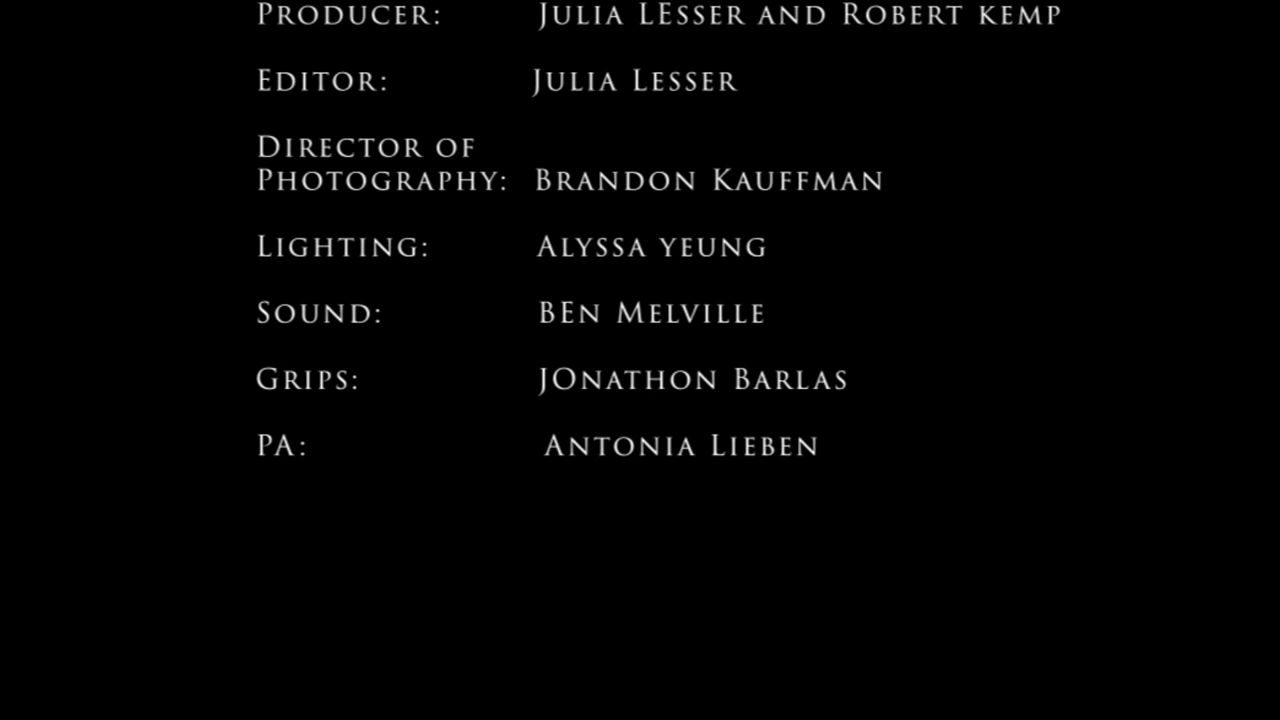 Producer: Julia LEsser and Robert kemp
Editor: Julia Lesser
Director of
Photography: Brandon Kauffman
Lighting: Alyssa yeung
Sound: BEn Melville
Grips: JOnathon Barlas
PA: Antonia Lieben